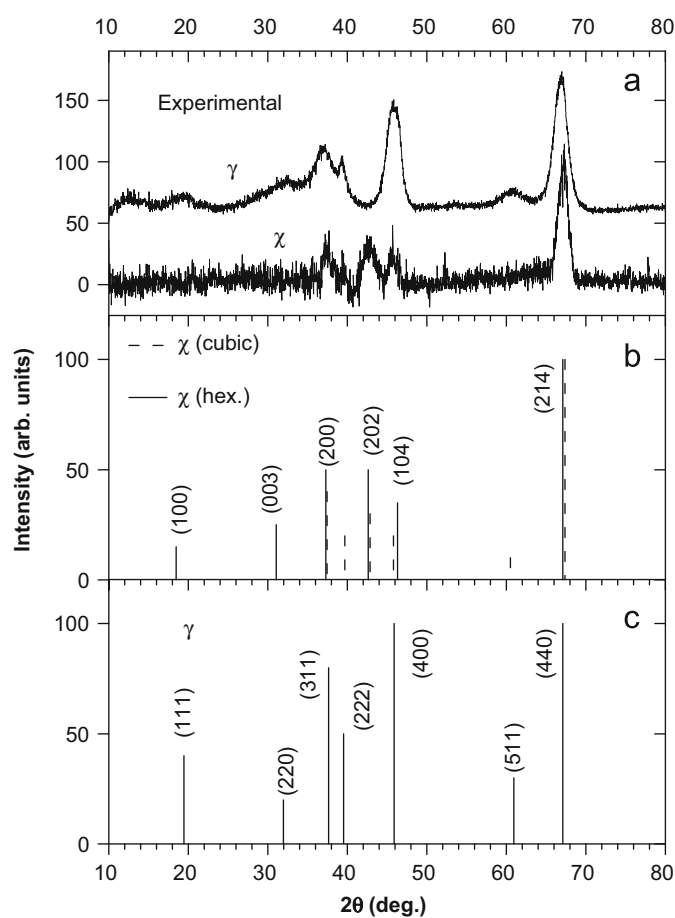 10 20 30 40 50 60 70 80
a
Experimental
150
γ
100
50
χ
0
b
χ (cubic)
χ (hex.)
100
(214)
(200)
(202)
(104)
50
(003)
(100)
0
Intensity (arb. units)
c
γ
100
(400)
(440)
(311)
(222)
(111)
50
(511)
(220)
0
10 20 30 40 50 60 70 80
2θ (deg.)